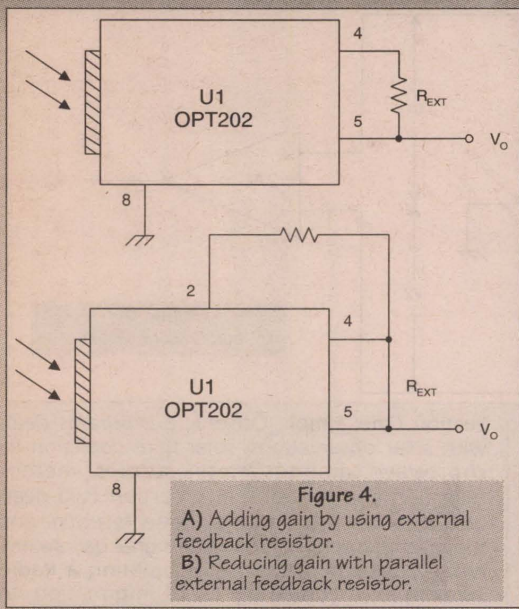 4
U1
OPT202
R_EXT
5
V_O
8
2
4
U1
OPT202
R_EXT
5
V_O
8
Figure 4.
A) Adding gain by using external
feedback resistor.
B) Reducing gain with parallel
external feedback resistor.